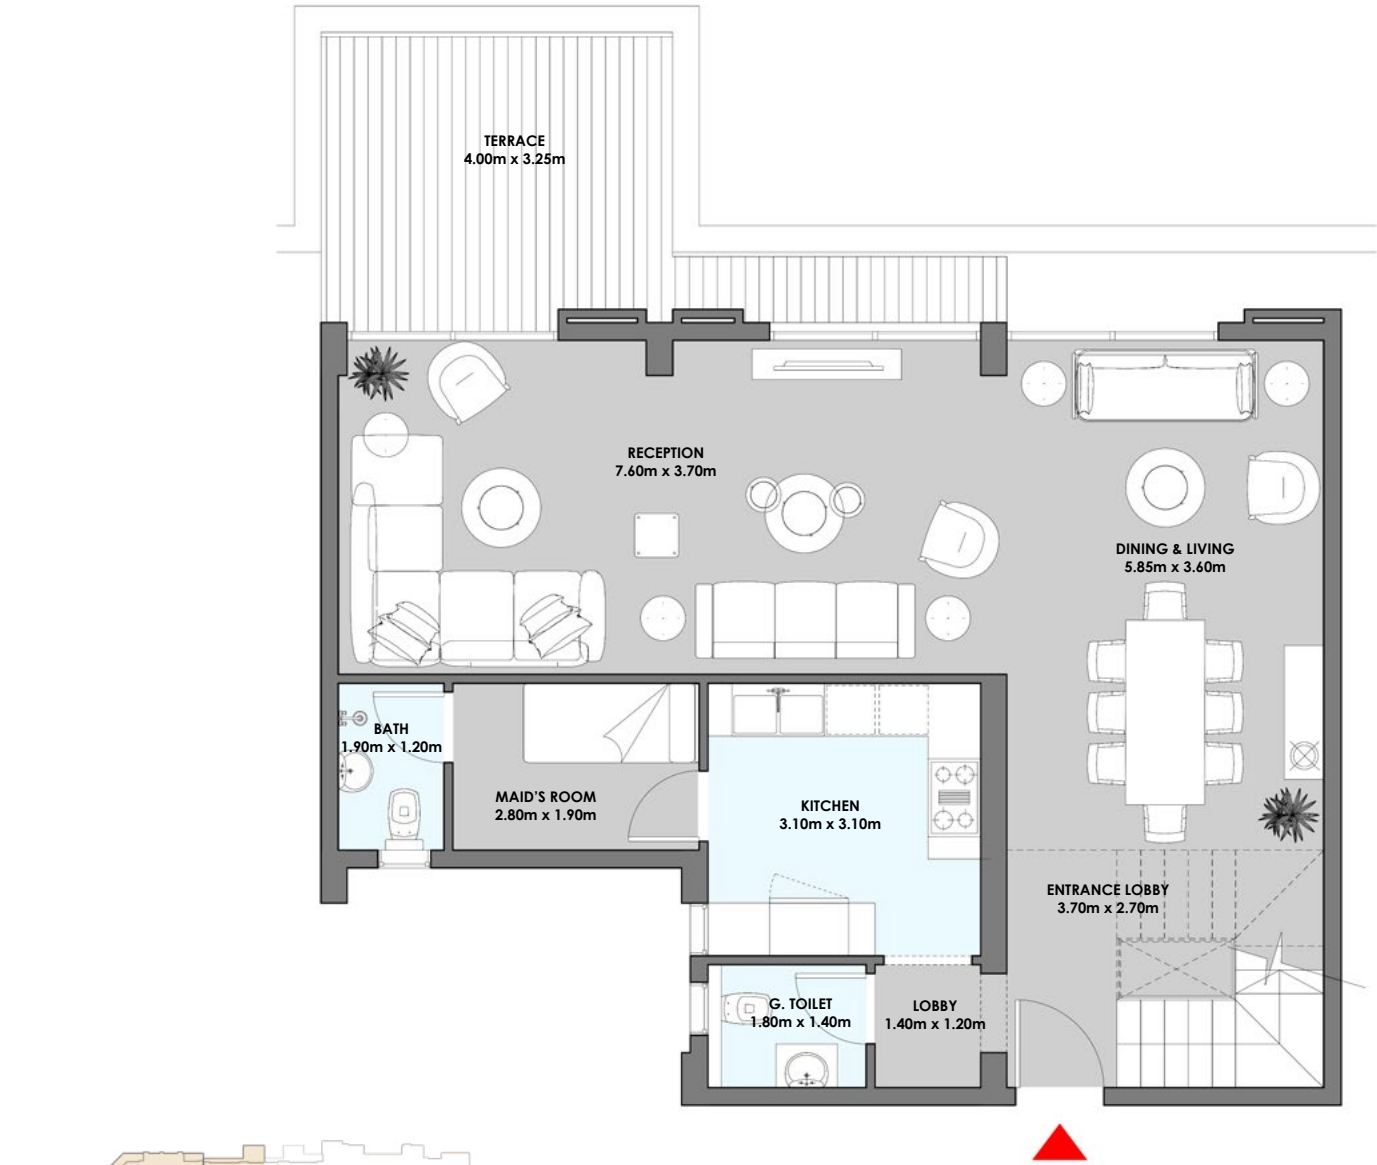 TERRACE
4.00m x 3.25m
RECEPTION
7.60m x 3.70m
DINING & LIVING
5.85m x 3.60m
BATH
1.90m x 1.20m
MAID'S ROOM
2.80m x 1.90m
KITCHEN
3.10m x 3.10m
ENTRANCE LOBBY
3.70m x 2.70m
G. TOILET
1.80m x 1.40m
LOBBY
1.40m x 1.20m